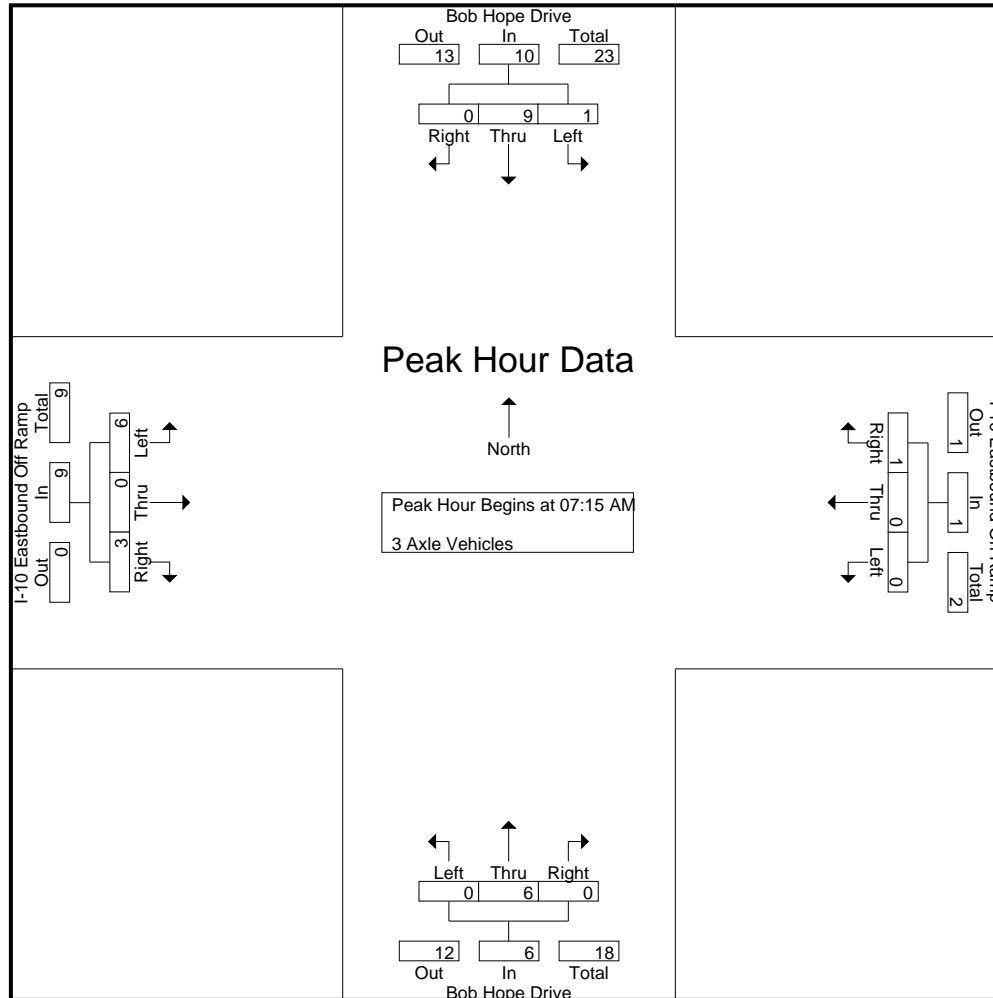 Bob Hope Drive
Out In Total
13 10 23
0 9 1
Right Thru Left
Peak Hour Data
North
Peak Hour Begins at 07:15 AM
3 Axle Vehicles
I-10 Eastbound Off Ramp
Out In Total
0 9 9
Right Thru Left
3 0 6
Out In Total
1 1 2
Right Thru Left
1 0 0
Left Thru Right
0 6 0
12 6 18
Out In Total
Bob Hope Drive